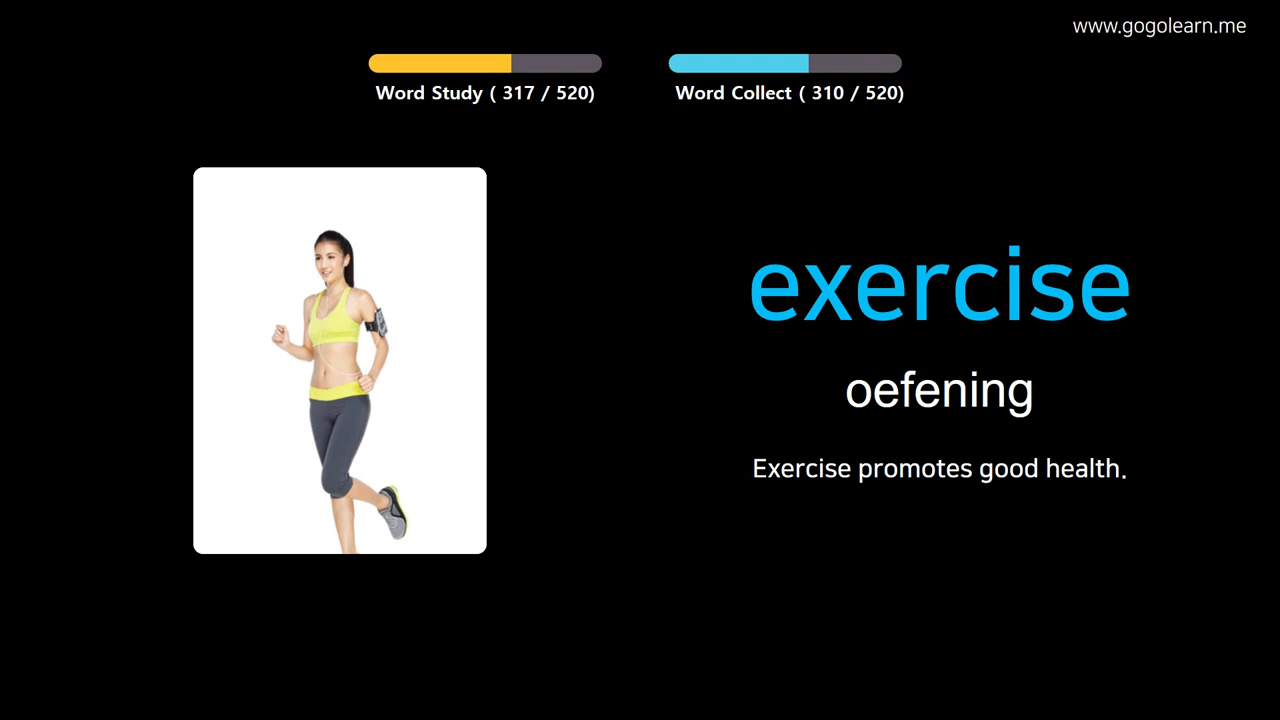 www.gogolearn.me
Word Study ( 317 / 520)
Word Collect ( 310 / 520)
exercise
oefening
Exercise promotes good health.